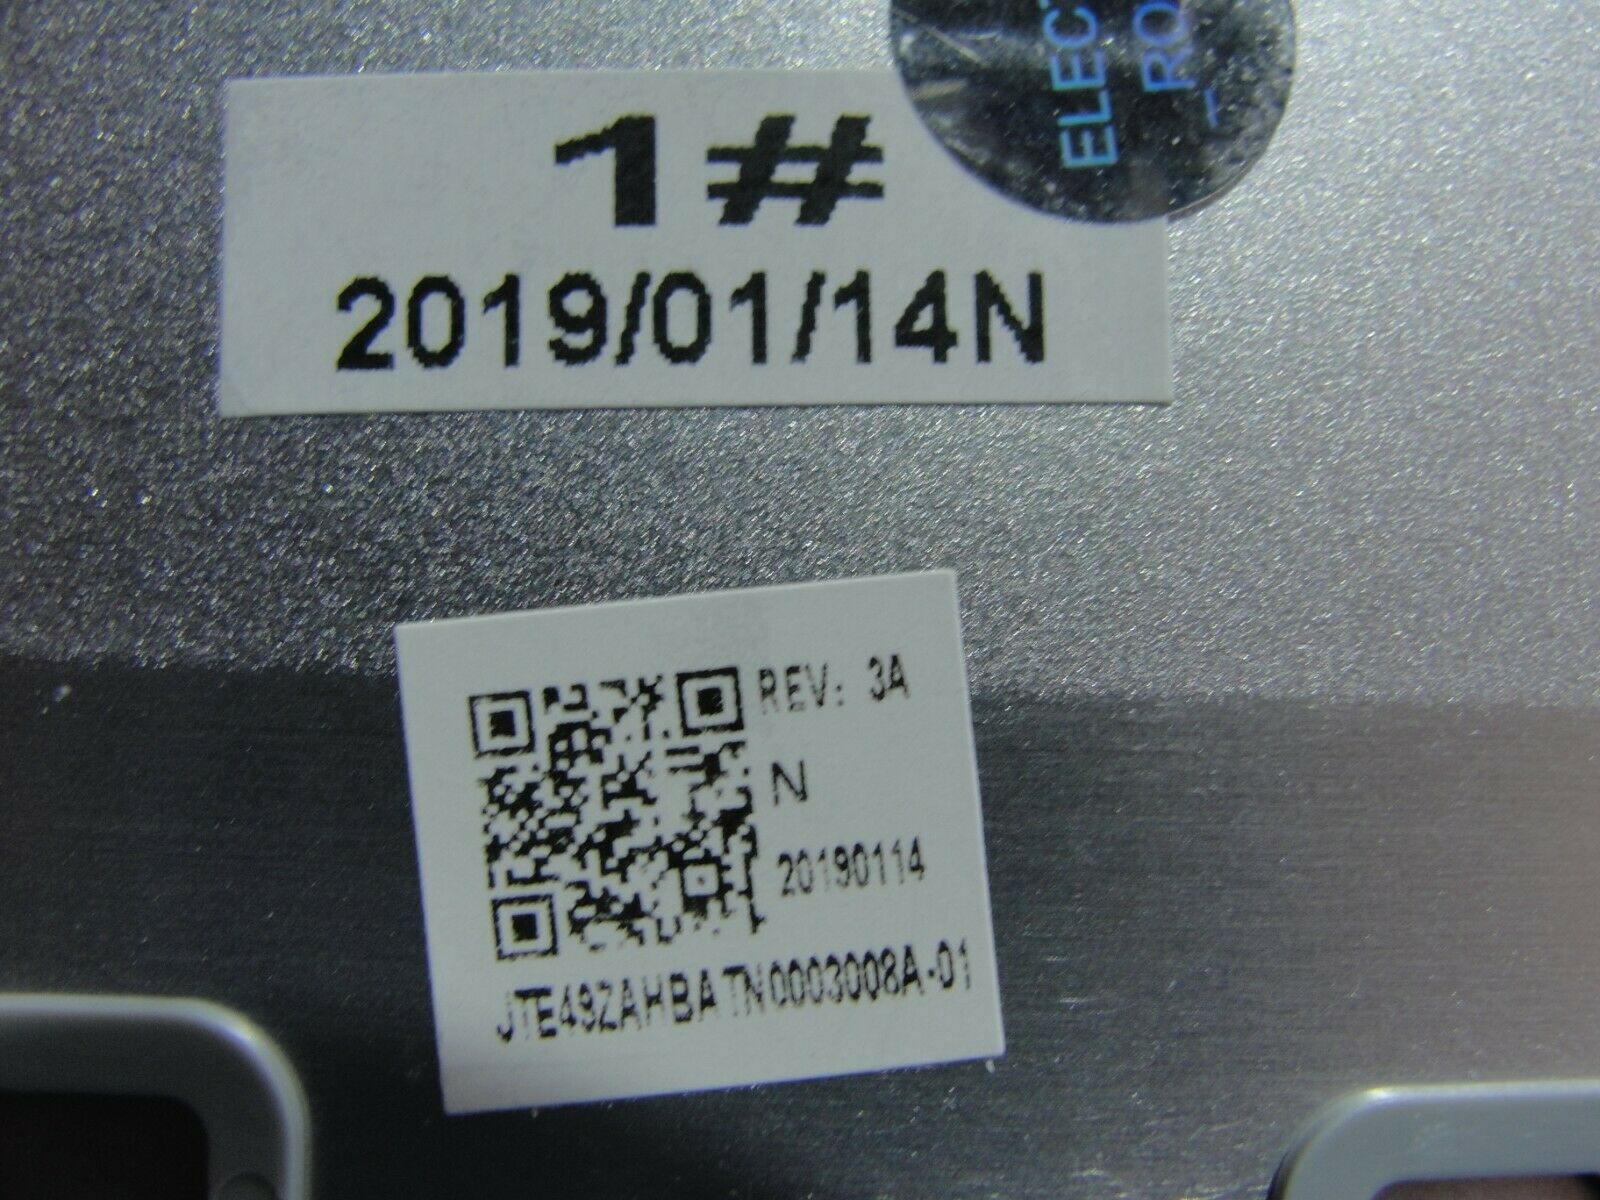 ELEC
RO
1#
2019/01/14N
REV: 3A
N
20190114
JTE49ZAHBATN0003008A-01